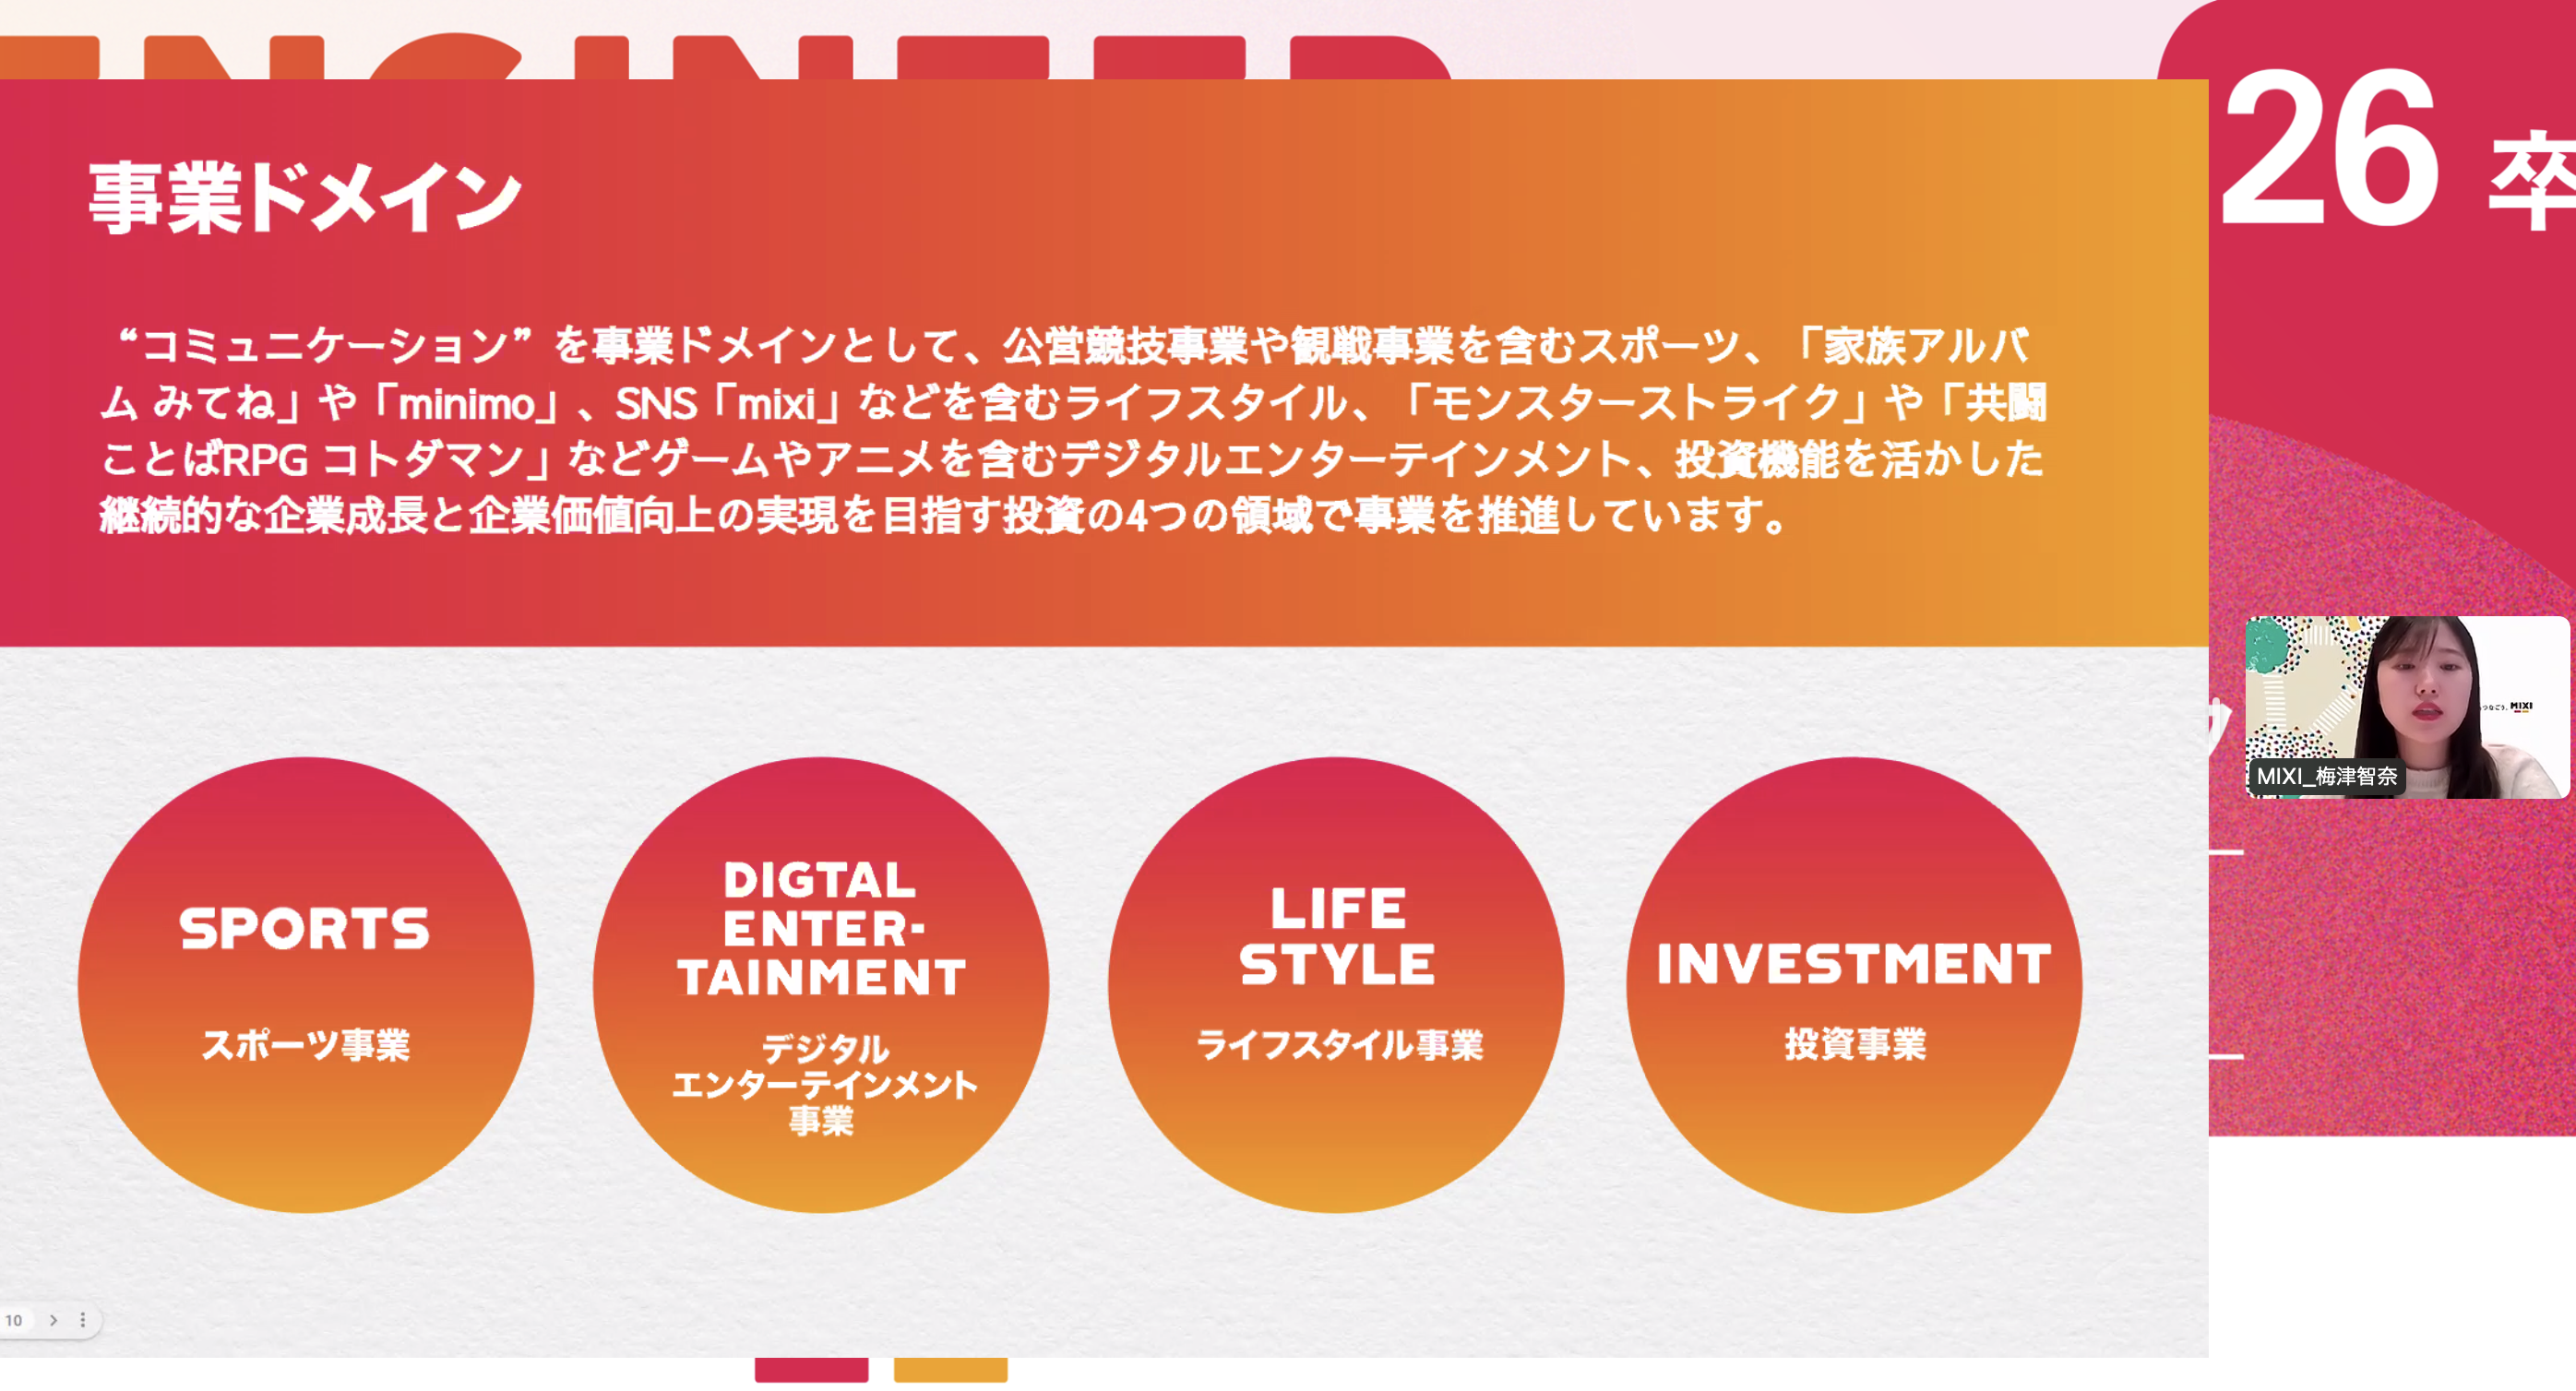 ENGINEER
26 卒
事業ドメイン
“コミュニケーション”を事業ドメインとして、公営競技事業や観戦事業を含むスポーツ、「家族アルバ
ム みてね」や「minimo」、SNS「mixi」などを含むライフスタイル、「モンスターストライク」や「共闘
ことばRPG コトダマン」などゲームやアニメを含むデジタルエンターテインメント、投資機能を活かした
継続的な企業成長と企業価値向上の実現を目指す投資の4つの領域で事業を推進しています。
SPORTS
スポーツ事業
DIGTAL
ENTER-
TAINMENT
デジタル
エンターテインメント
事業
LIFE
STYLE
ライフスタイル事業
INVESTMENT
投資事業
MIXI
MIXI_梅津智奈
10